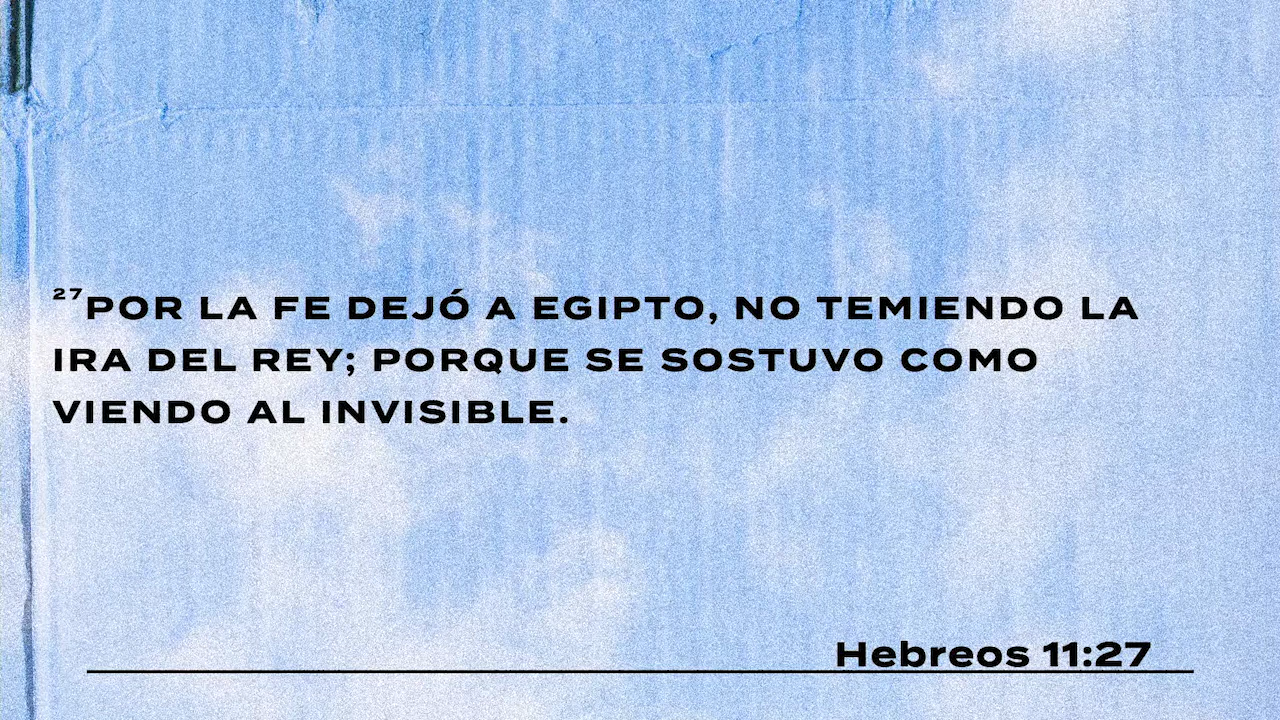 27POR LA FE DEJÓ A EGIPTO, NO TEMIENDO LA
IRA DEL REY; PORQUE SE SOSTUVO COMO
VIENDO AL INVISIBLE.
Hebreos 11:27